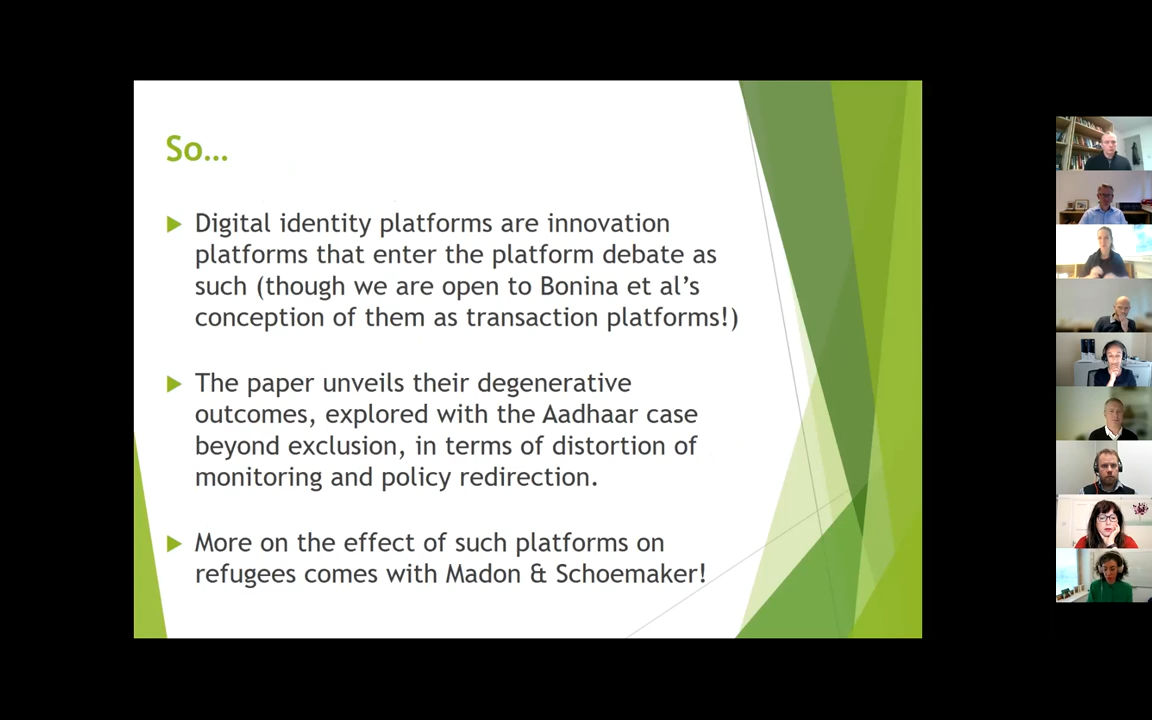 So…
Digital identity platforms are innovation
platforms that enter the platform debate as
such (though we are open to Bonina et al’s
conception of them as transaction platforms!)
The paper unveils their degenerative
outcomes, explored with the Aadhaar case
beyond exclusion, in terms of distortion of
monitoring and policy redirection.
More on the effect of such platforms on
refugees comes with Madon & Schoemaker!